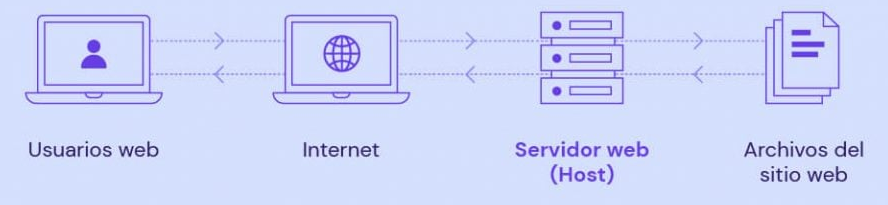 Usuarios web
Internet
Servidor web
(Host)
Archivos del
sitio web